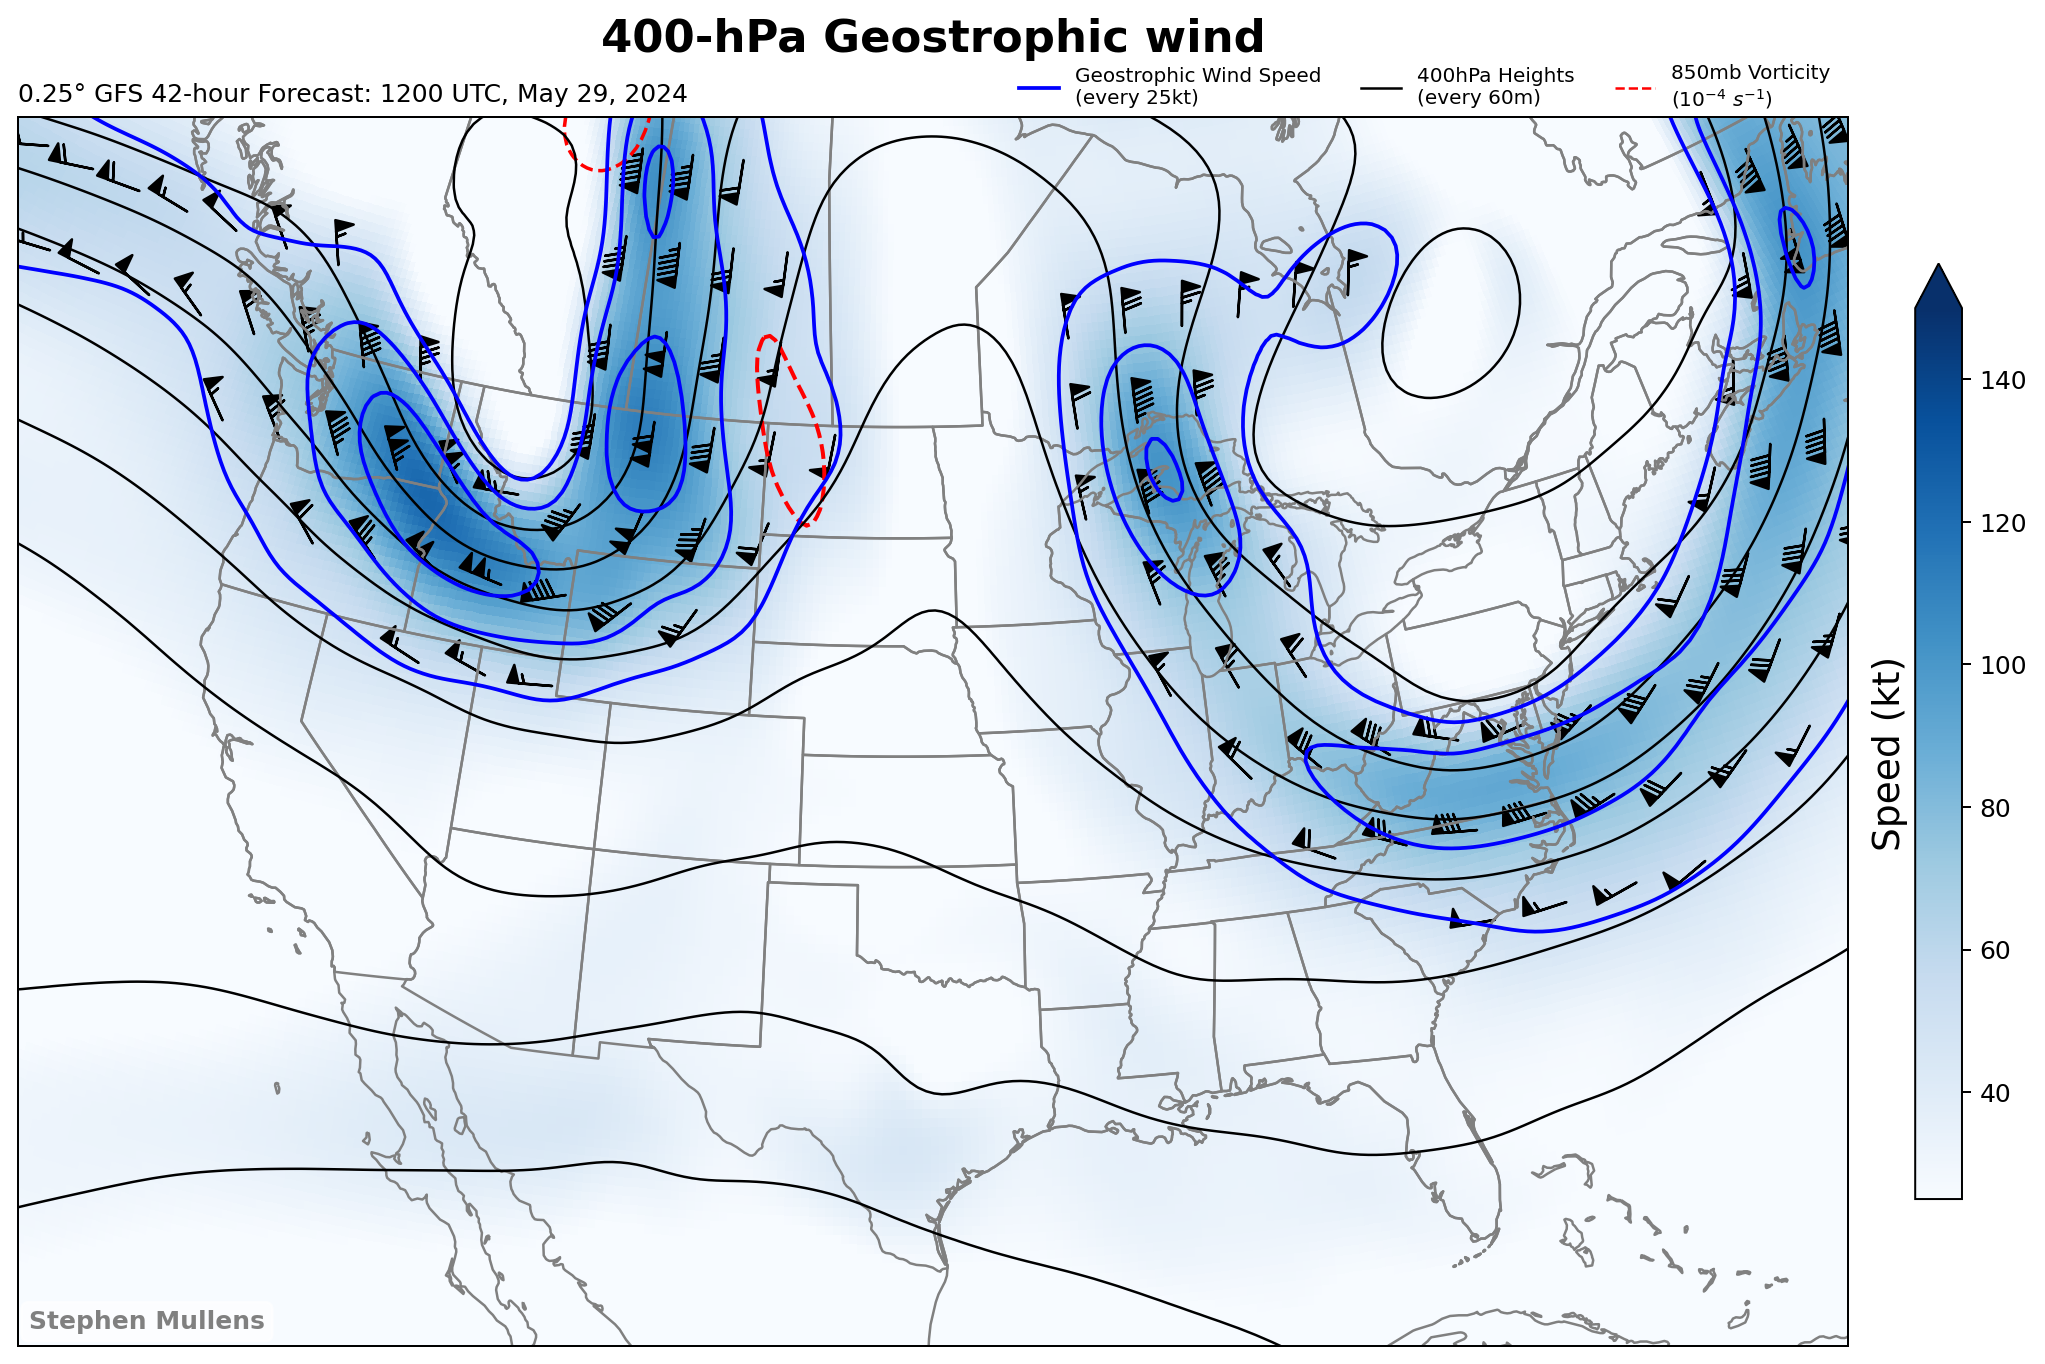 400-hPa Geostrophic wind
0.25° GFS 42-hour Forecast: 1200 UTC, May 29, 2024
Geostrophic Wind Speed
(every 25kt)
400hPa Heights
(every 60m)
850mb Vorticity
(10⁻⁴ s⁻¹)
140
120
100
80
60
40
Speed (kt)
Stephen Mullens